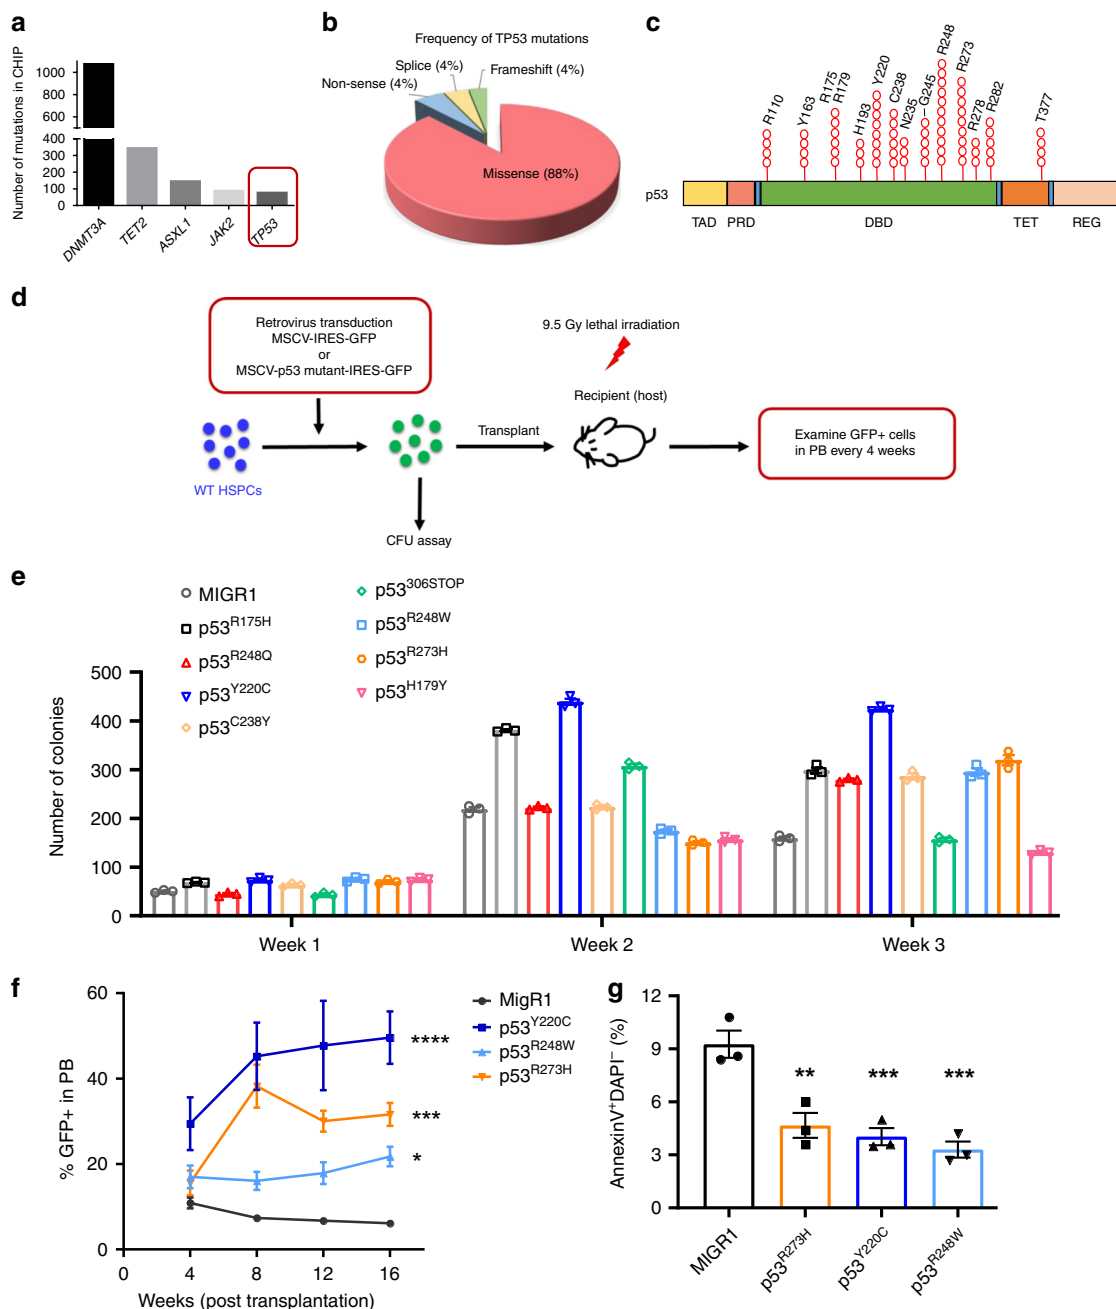 a
Number of mutations in CHIP
1000
800
600
400
300
200
100
0
DNMT3A
TET2
ASXL1
JAK2
TP53
b
Frequency of TP53 mutations
Splice (4%)
Frameshift (4%)
Non-sense (4%)
Missense (88%)
c
R110
Y163
R175
R179
H193
Y220
C238
N235
G245
R248
R273
R278
R282
T377
p53
TAD
PRD
DBD
TET
REG
d
Retrovirus transduction
MSCV-IRES-GFP
or
MSCV-p53 mutant-IRES-GFP
9.5 Gy lethal irradiation
Recipient (host)
WT HSPCs
Transplant
CFU assay
Examine GFP+ cells
in PB every 4 weeks
e
MIGR1
p53R175H
p53R248Q
p53Y220C
p53C238Y
p53306STOP
p53R248W
p53R273H
p53H179Y
Number of colonies
500
400
300
200
100
0
Week 1
Week 2
Week 3
f
% GFP+ in PB
60
40
20
0
0
4
8
12
16
Weeks (post transplantation)
MigR1
p53Y220C
p53R248W
p53R273H
****
***
*
g
AnnexinV+DAPI− (%)
12
9
6
3
0
**
***
***
MIGR1
p53R273H
p53Y220C
p53R248W